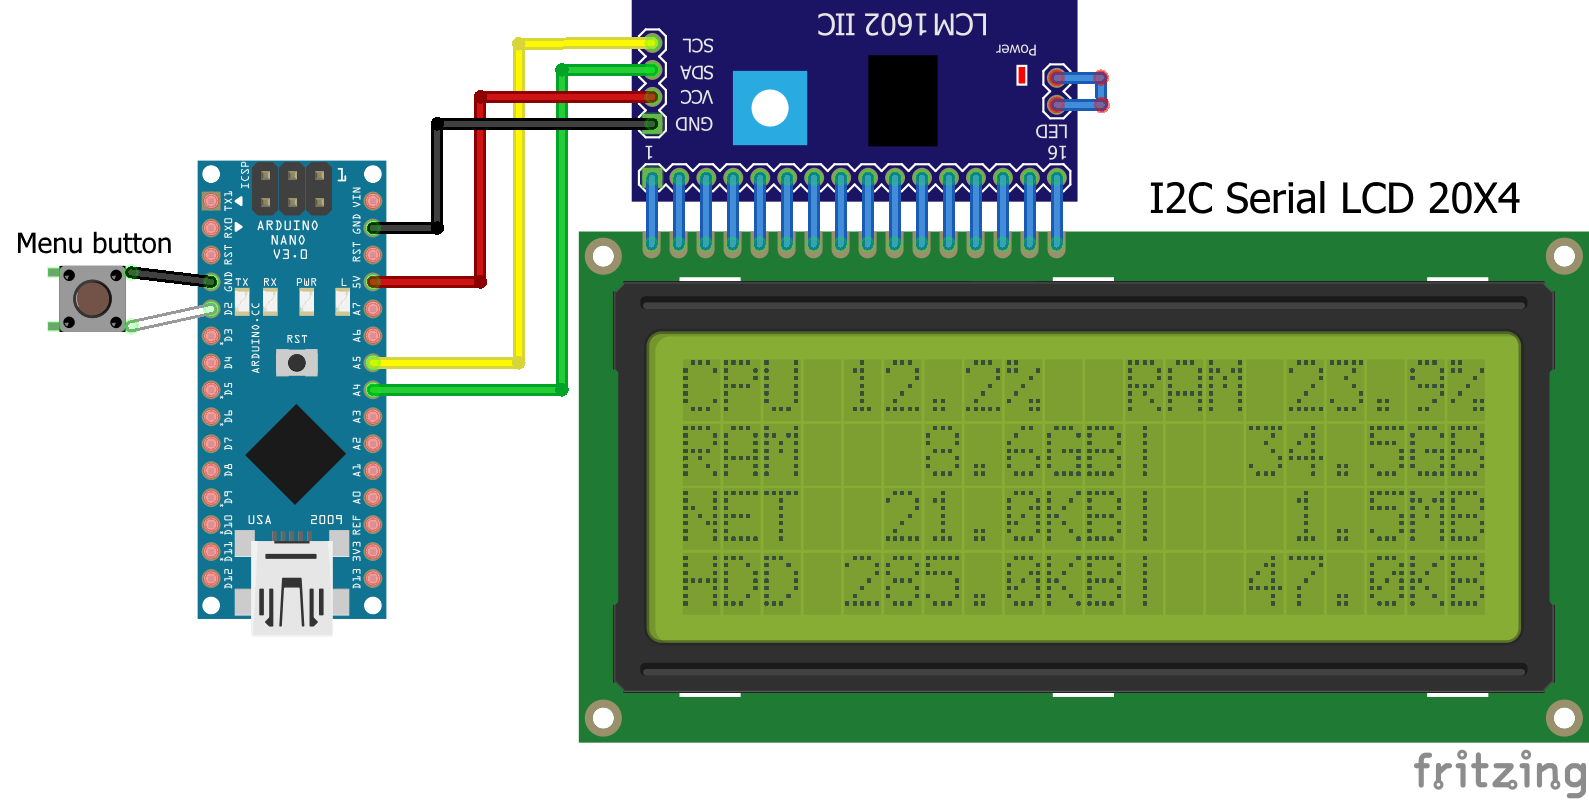 LCM1602 IIC
SCL
SDA
VCC
GND
Power
LED
1
16
I2C Serial LCD 20X4
Menu button
ICSP
1
ARDUINO
NANO
V3.0
TX RX PWR L
RST
ARDUINO.CC
USA 2009
TX1
RX0
RST
GND
D2
D3
D4
D5
D6
D7
D8
D9
D10
D11
D12
VIN
GND
RST
5V
A7
A6
A5
A4
A3
A2
A1
A0
REF
3V3
D13
CPU 12.2%  RAM 23.9%
RAM   8.6GB|  34.5GB
NET  21.0KB|   1.5MB
HDD 285.0KB|  47.0KB
fritzing